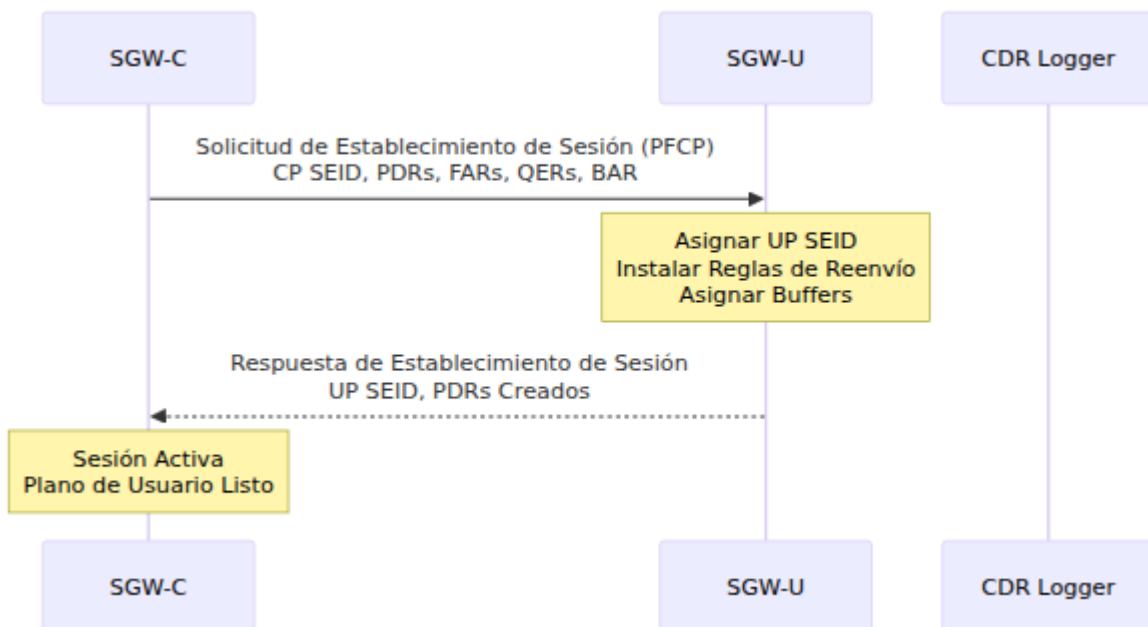 SGW-C
SGW-U
CDR Logger
Solicitud de Establecimiento de Sesión (PFCP)
CP SEID, PDRs, FARs, QERs, BAR
Asignar UP SEID
Instalar Reglas de Reenvío
Asignar Buffers
Respuesta de Establecimiento de Sesión
UP SEID, PDRs Creados
Sesión Activa
Plano de Usuario Listo
SGW-C
SGW-U
CDR Logger